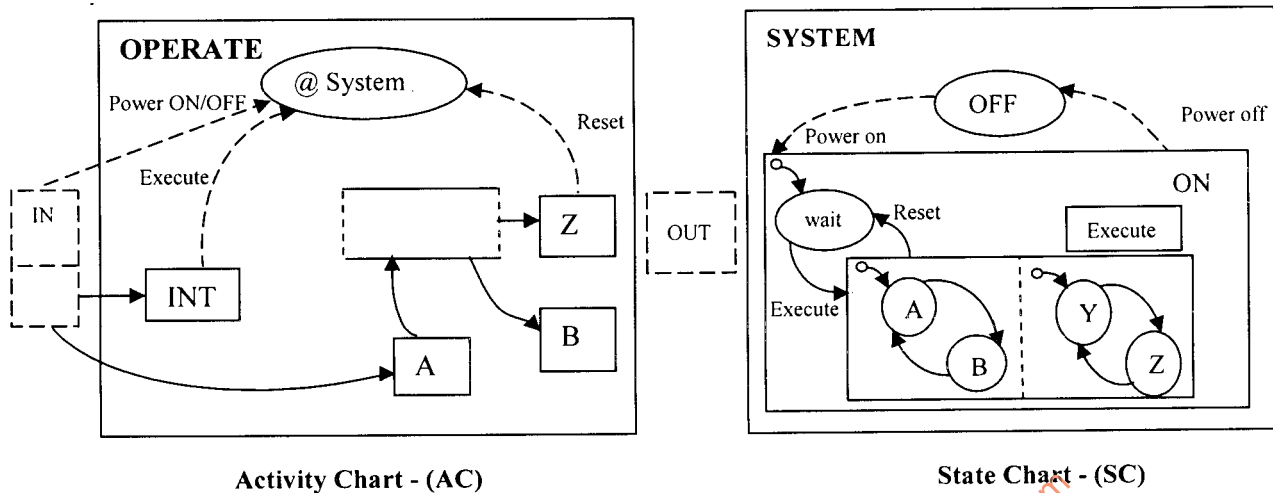 OPERATE
@ System
Power ON/OFF
Reset
Execute
IN
INT
Z
B
A
OUT
SYSTEM
OFF
Power on
Power off
ON
wait
Reset
Execute
Execute
A
B
Y
Z
Activity Chart - (AC)
State Chart - (SC)